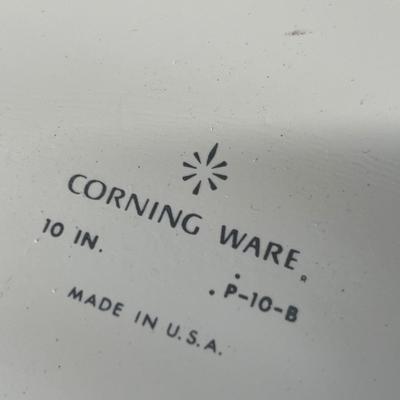 CORNING WARE®
10 IN.
P-10-B
MADE IN U.S.A.